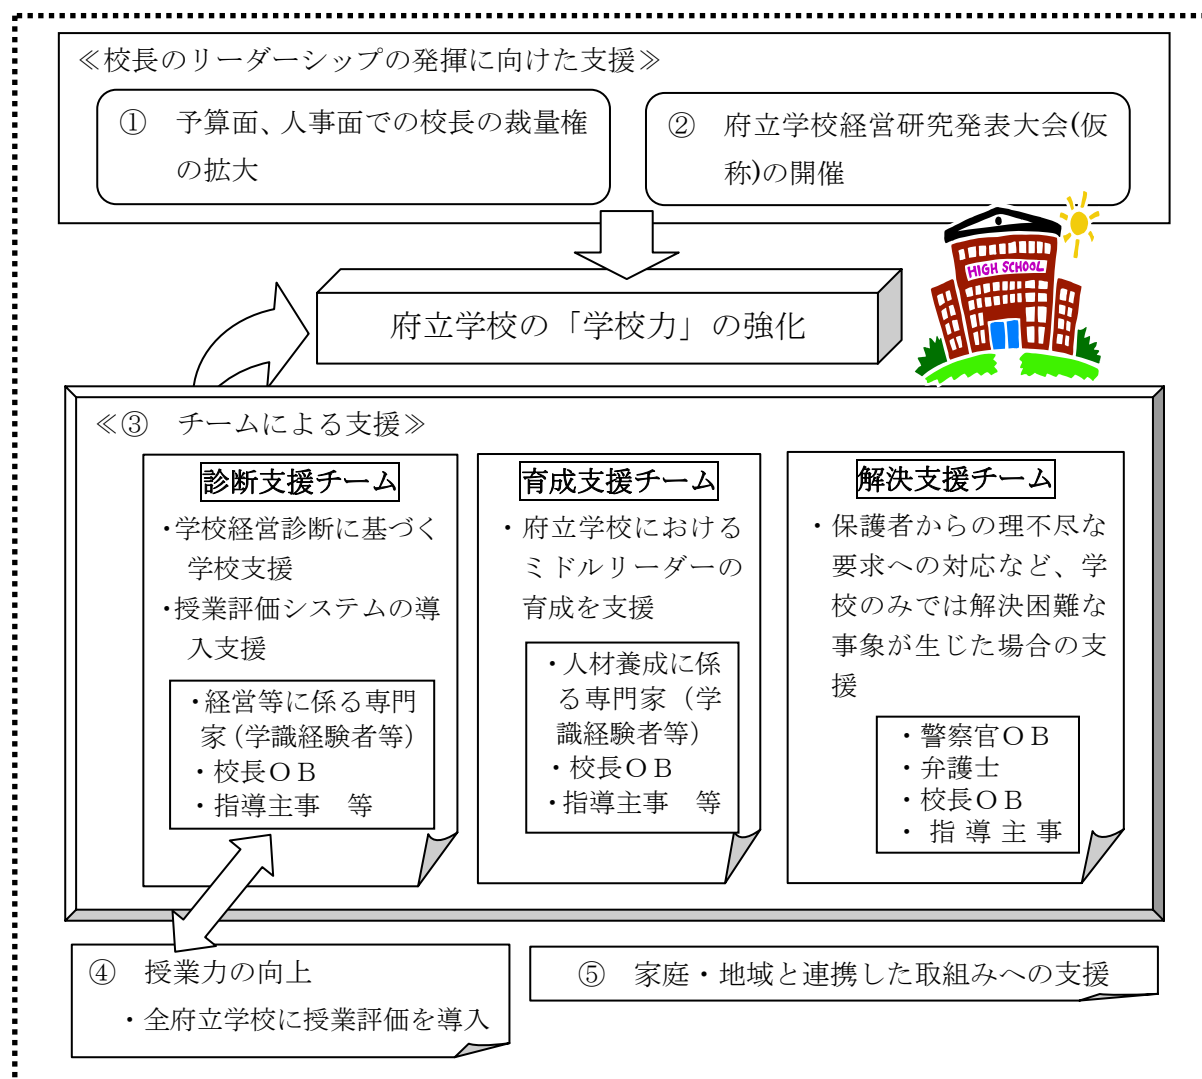 ≪校長のリーダーシップの発揮に向けた支援≫
① 予算面、人事面での校長の裁量権
の拡大
② 府立学校経営研究発表大会(仮
称)の開催
HIGH SCHOOL
府立学校の「学校力」の強化
≪③ チームによる支援≫
診断支援チーム
・学校経営診断に基づく
学校支援
・授業評価システムの導
入支援
・経営等に係る専門
家（学識経験者等）
・校長ＯＢ
・指導主事 等
育成支援チーム
・府立学校における
ミドルリーダーの
育成を支援
・人材養成に係
る専門家（学
識経験者等）
・校長ＯＢ
・指導主事 等
解決支援チーム
・保護者からの理不尽な
要求への対応など、学
校のみでは解決困難な
事象が生じた場合の支
援
・警察官ＯＢ
・弁護士
・校長ＯＢ
・指導主事
④ 授業力の向上
・全府立学校に授業評価を導入
⑤ 家庭・地域と連携した取組みへの支援